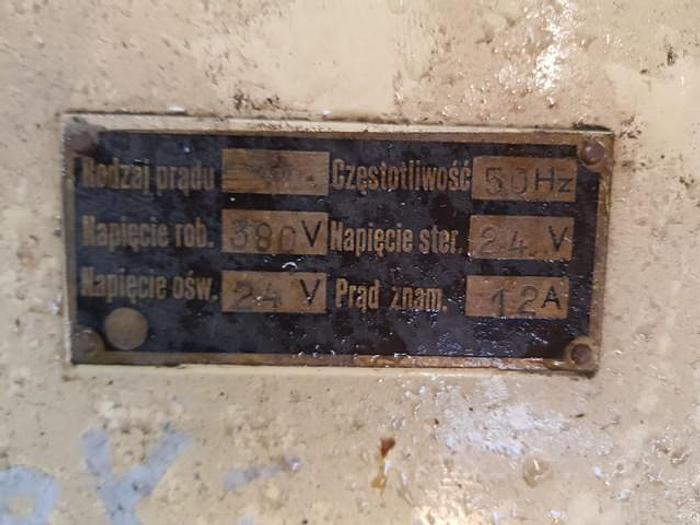 Rodzaj prądu Częstotliwość 50Hz
Napięcie rob. 380V Napięcie ster. 24 V
Napięcie ośw. 24 V Prąd znam. 12A